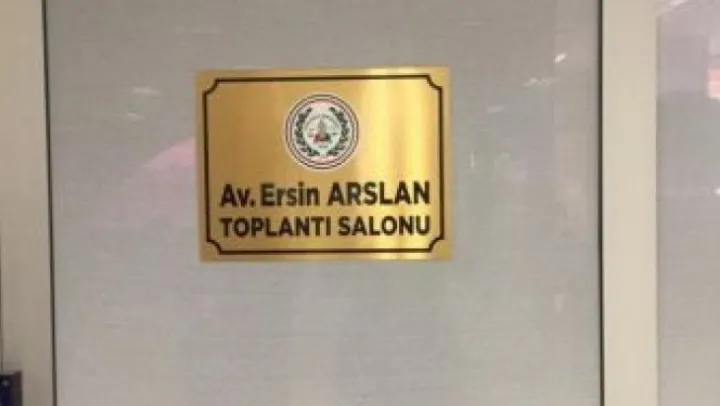 Av. Ersin ARSLAN
TOPLANTI SALONU